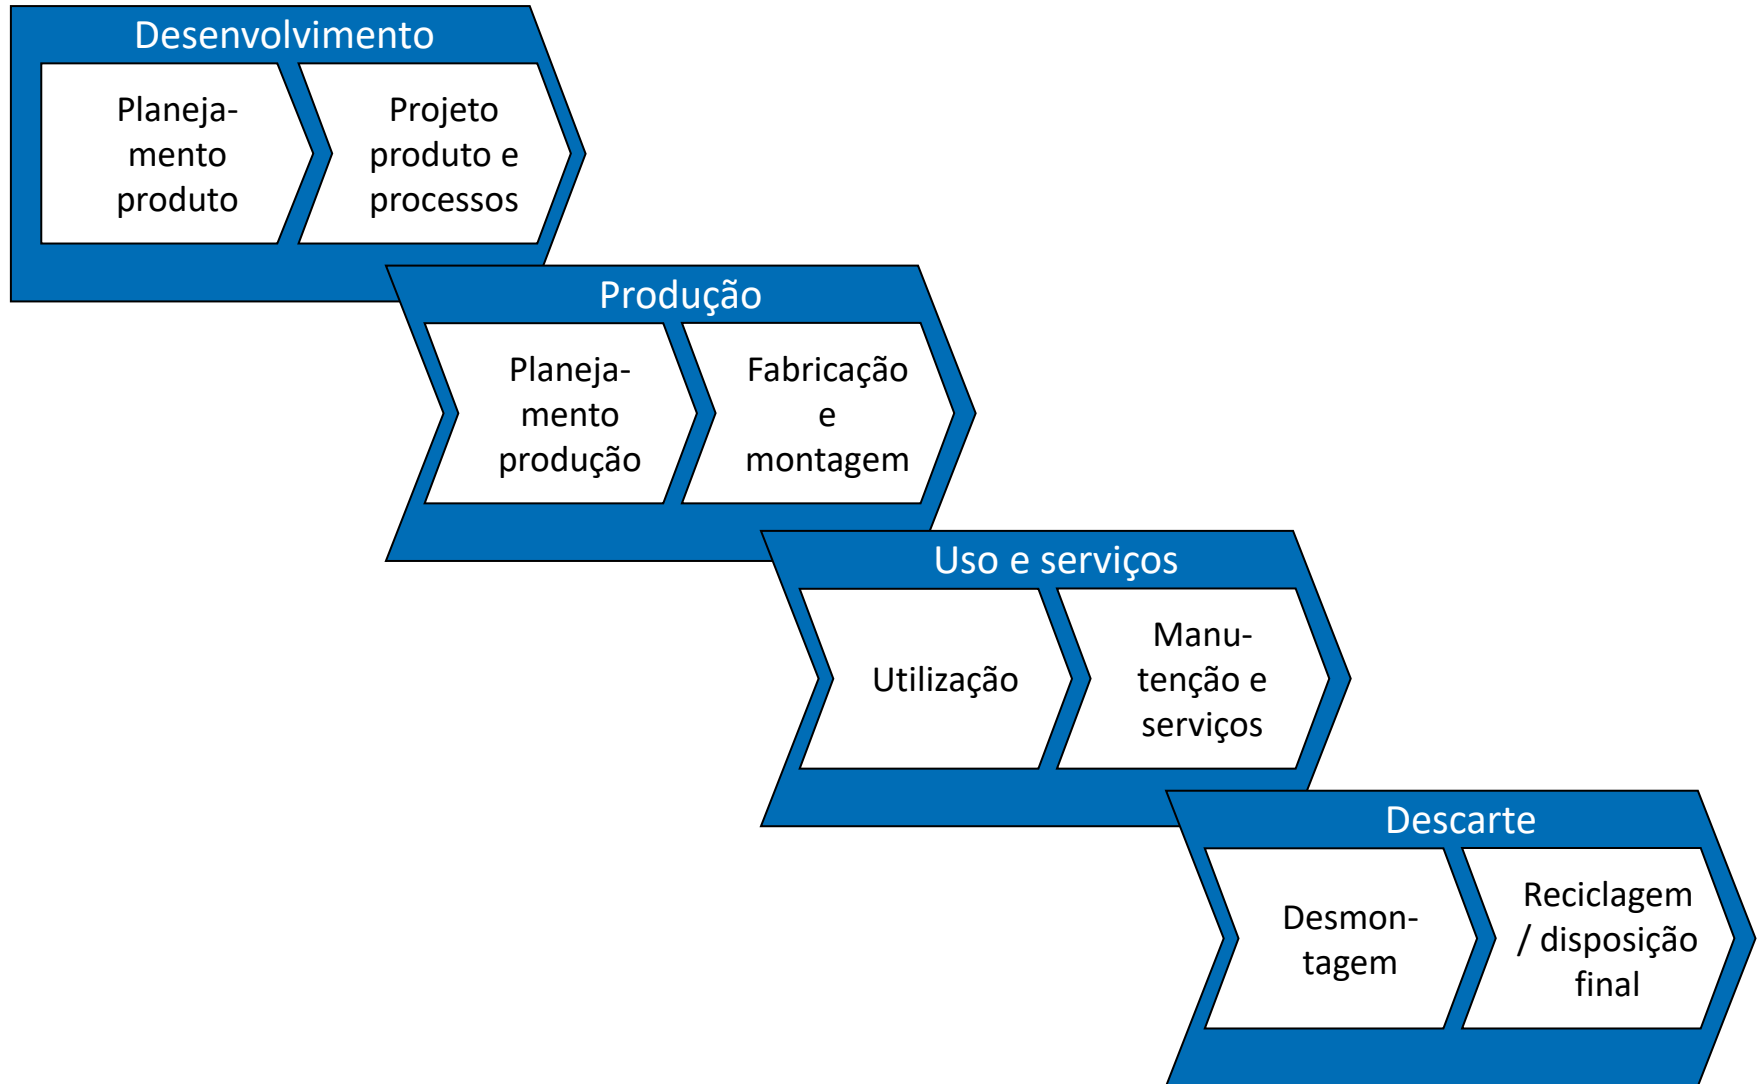 Desenvolvimento
Planeja-
mento
produto
Projeto
produto e
processos
Produção
Planeja-
mento
produção
Fabricação
e
montagem
Uso e serviços
Utilização
Manu-
tenção e
serviços
Descarte
Desmon-
tagem
Reciclagem
/ disposição
final